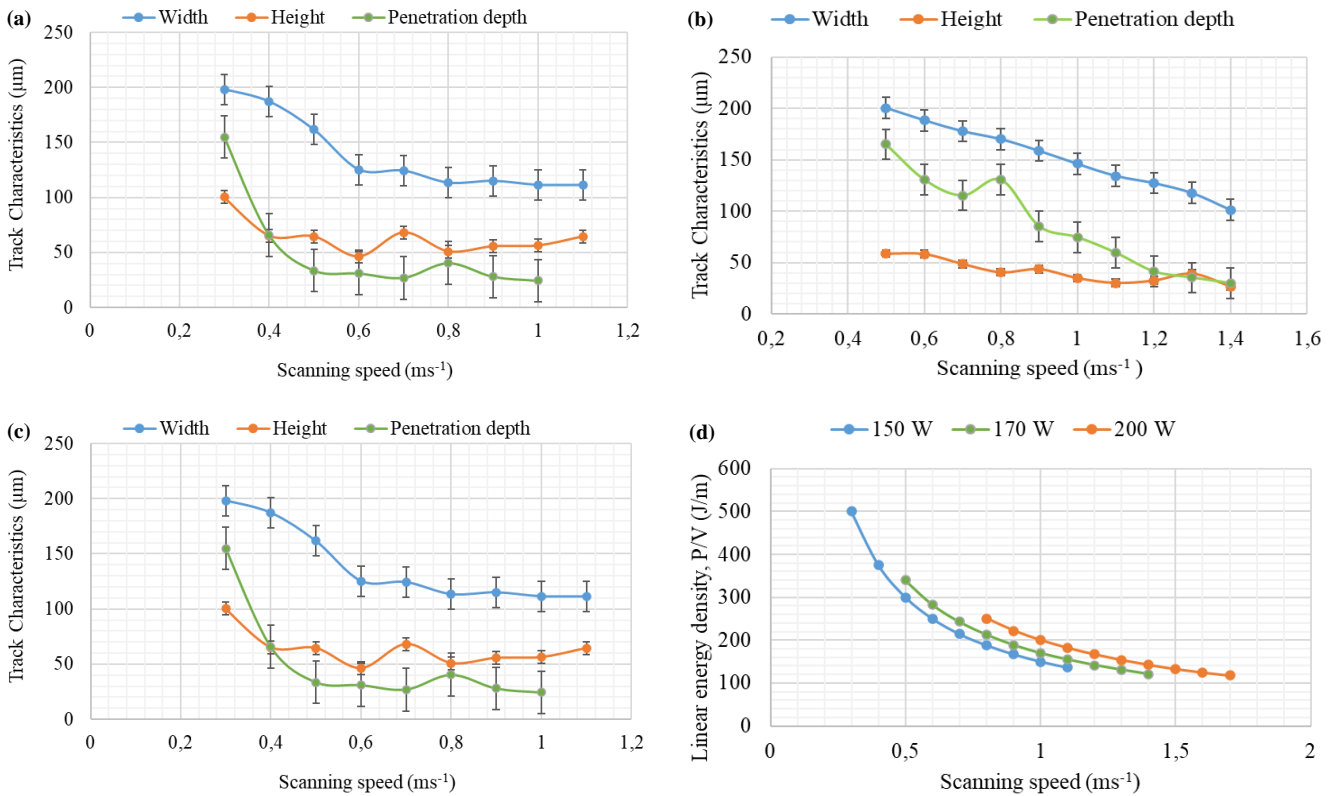 (a)
Width Height Penetration depth
250
200
150
100
50
0
Track Characteristics (μm)
0 0,2 0,4 0,6 0,8 1 1,2
Scanning speed (ms-1)
(b)
Width Height Penetration depth
250
200
150
100
50
0
Track Characteristics (μm)
0,2 0,4 0,6 0,8 1 1,2 1,4 1,6
Scanning speed (ms-1 )
(c)
Width Height Penetration depth
250
200
150
100
50
0
Track Characteristics (μm)
0 0,2 0,4 0,6 0,8 1 1,2
Scanning speed (ms-1)
(d)
150 W 170 W 200 W
600
500
400
300
200
100
0
Linear energy density, P/V (J/m)
0 0,5 1 1,5 2
Scanning speed (ms-1)